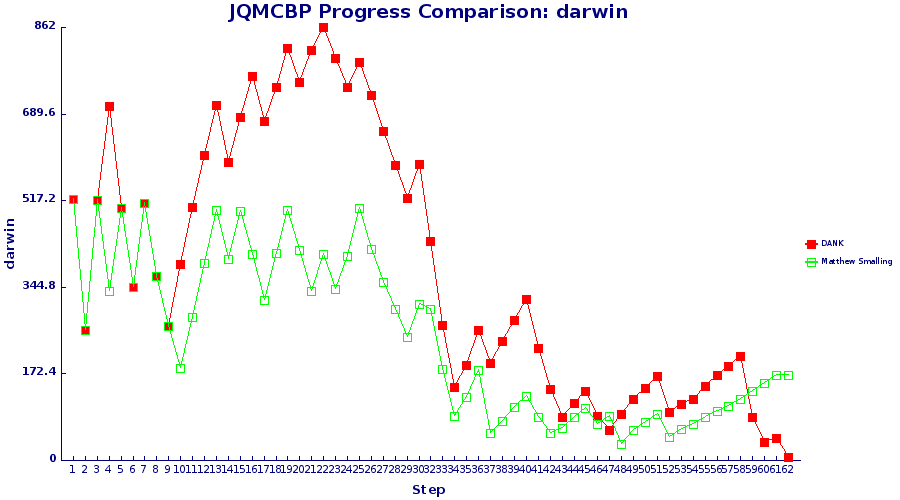 JQMCBP Progress Comparison: darwin
862
689.6
517.2
344.8
172.4
0
darwin
DANK
Matthew Smalling
1 2 3 4 5 6 7 8 9 10 11 12 13 14 15 16 17 18 19 20 21 22 23 24 25 26 27 28 29 30 31 32 33 34 35 36 37 38 39 40 41 42 43 44 45 46 47 48 49 50 51 52 53 54 55 56 57 58 59 60 61 62
Step